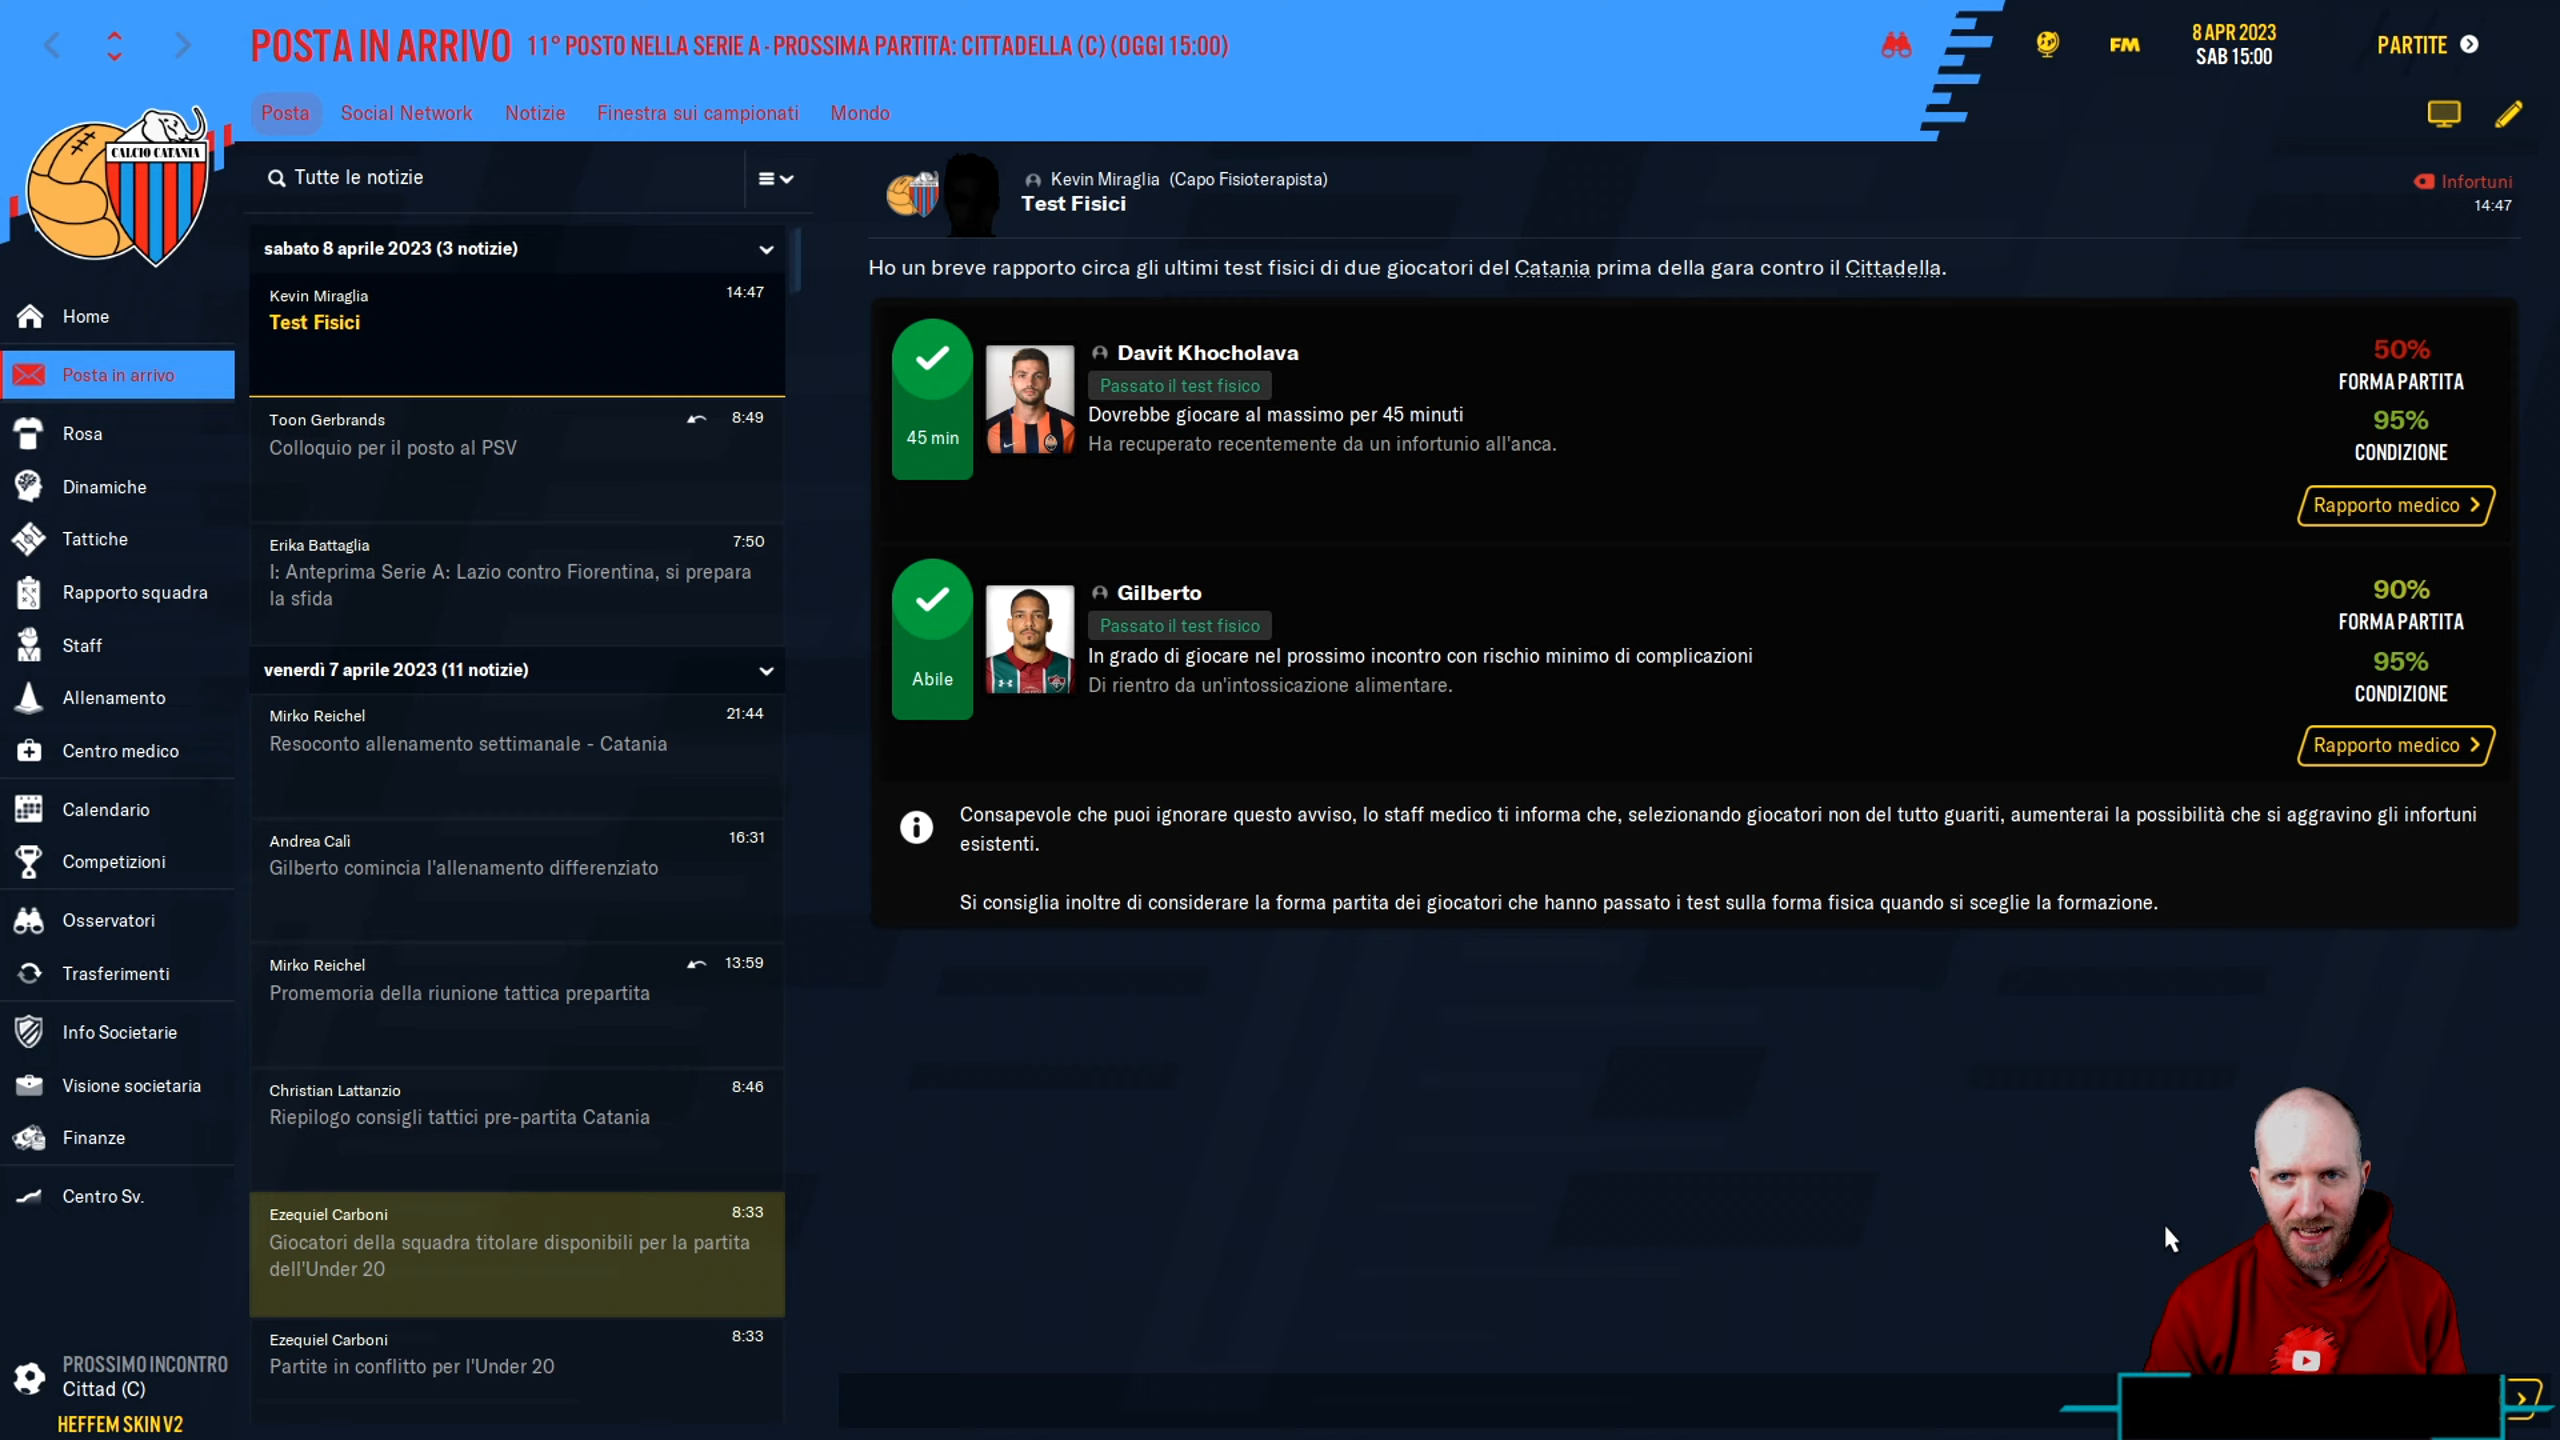 POSTA IN ARRIVO
11° POSTO NELLA SERIE A - PROSSIMA PARTITA: CITTADELLA (C) (OGGI 15:00)
FM
8 APR 2023
SAB 15:00
PARTITE
Posta
Social Network
Notizie
Finestra sui campionati
Mondo
CALCIO CATANIA
Home
Posta in arrivo
Rosa
Dinamiche
Tattiche
Rapporto squadra
Staff
Allenamento
Centro medico
Calendario
Competizioni
Osservatori
Trasferimenti
Info Societarie
Visione societaria
Finanze
Centro Sv.
PROSSIMO INCONTRO
Cittad (C)
HEFFEM SKIN V2
Tutte le notizie
sabato 8 aprile 2023 (3 notizie)
Kevin Miraglia 14:47
Test Fisici
Toon Gerbrands 8:49
Colloquio per il posto al PSV
Erika Battaglia 7:50
I: Anteprima Serie A: Lazio contro Fiorentina, si prepara
la sfida
venerdì 7 aprile 2023 (11 notizie)
Mirko Reichel 21:44
Resoconto allenamento settimanale - Catania
Andrea Calì 16:31
Gilberto comincia l'allenamento differenziato
Mirko Reichel 13:59
Promemoria della riunione tattica prepartita
Christian Lattanzio 8:46
Riepilogo consigli tattici pre-partita Catania
Ezequiel Carboni 8:33
Giocatori della squadra titolare disponibili per la partita
dell'Under 20
Ezequiel Carboni 8:33
Partite in conflitto per l'Under 20
Kevin Miraglia (Capo Fisioterapista)
Test Fisici
Infortuni
14:47
Ho un breve rapporto circa gli ultimi test fisici di due giocatori del Catania prima della gara contro il Cittadella.
45 min
Davit Khocholava
Passato il test fisico
Dovrebbe giocare al massimo per 45 minuti
Ha recuperato recentemente da un infortunio all'anca.
50%
FORMA PARTITA
95%
CONDIZIONE
Rapporto medico
Abile
Gilberto
Passato il test fisico
In grado di giocare nel prossimo incontro con rischio minimo di complicazioni
Di rientro da un'intossicazione alimentare.
90%
FORMA PARTITA
95%
CONDIZIONE
Rapporto medico
Consapevole che puoi ignorare questo avviso, lo staff medico ti informa che, selezionando giocatori non del tutto guariti, aumenterai la possibilità che si aggravino gli infortuni
esistenti.
Si consiglia inoltre di considerare la forma partita dei giocatori che hanno passato i test sulla forma fisica quando si sceglie la formazione.